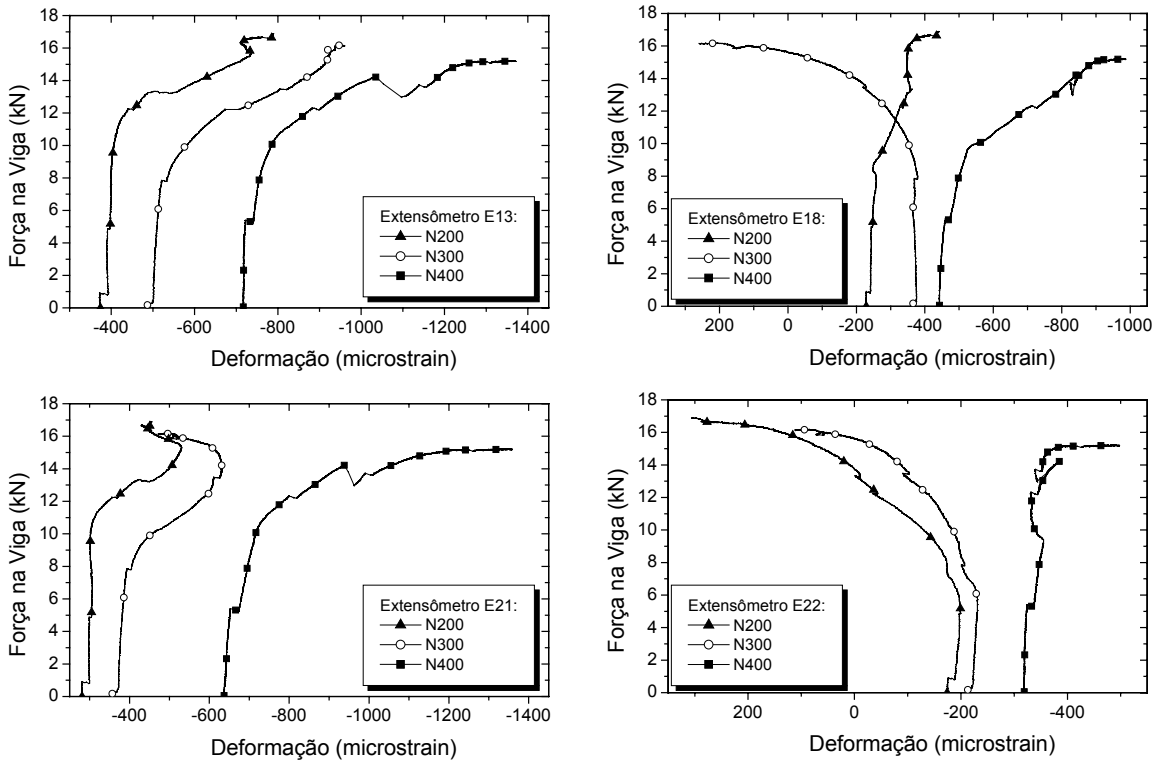 18
16
14
12
10
8
6
4
2
0
Força na Viga (kN)
-400 -600 -800 -1000 -1200 -1400
Deformação (microstrain)
Extensômetro E13:
N200
N300
N400
18
16
14
12
10
8
6
4
2
0
Força na Viga (kN)
200 0 -200 -400 -600 -800 -1000
Deformação (microstrain)
Extensômetro E18:
N200
N300
N400
18
16
14
12
10
8
6
4
2
0
Força na Viga (kN)
-400 -600 -800 -1000 -1200 -1400
Deformação (microstrain)
Extensômetro E21:
N200
N300
N400
18
16
14
12
10
8
6
4
2
0
Força na Viga (kN)
200 0 -200 -400
Deformação (microstrain)
Extensômetro E22:
N200
N300
N400